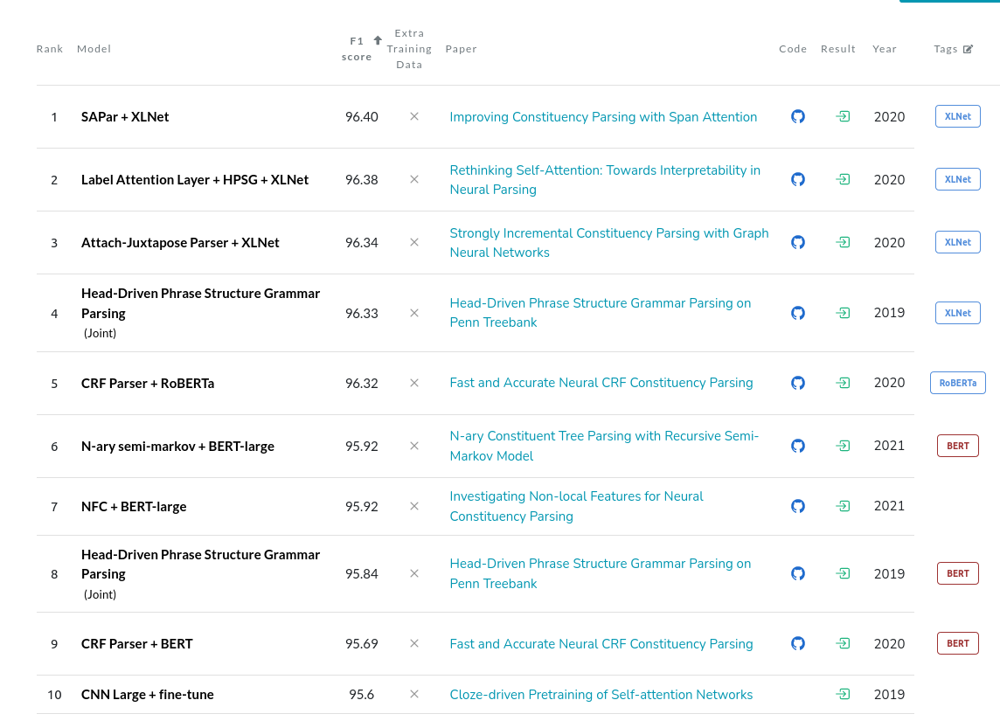 Rank Model F1 score Extra Training Data Paper Code Result Year Tags
1 SAPar + XLNet 96.40 × Improving Constituency Parsing with Span Attention 2020 XLNet
2 Label Attention Layer + HPSG + XLNet 96.38 × Rethinking Self-Attention: Towards Interpretability in
Neural Parsing 2020 XLNet
3 Attach-Juxtapose Parser + XLNet 96.34 × Strongly Incremental Constituency Parsing with Graph
Neural Networks 2020 XLNet
4 Head-Driven Phrase Structure Grammar
Parsing
(Joint) 96.33 × Head-Driven Phrase Structure Grammar Parsing on
Penn Treebank 2019 XLNet
5 CRF Parser + RoBERTa 96.32 × Fast and Accurate Neural CRF Constituency Parsing 2020 RoBERTa
6 N-ary semi-markov + BERT-large 95.92 × N-ary Constituent Tree Parsing with Recursive Semi-
Markov Model 2021 BERT
7 NFC + BERT-large 95.92 × Investigating Non-local Features for Neural
Constituency Parsing 2021
8 Head-Driven Phrase Structure Grammar
Parsing
(Joint) 95.84 × Head-Driven Phrase Structure Grammar Parsing on
Penn Treebank 2019 BERT
9 CRF Parser + BERT 95.69 × Fast and Accurate Neural CRF Constituency Parsing 2020 BERT
10 CNN Large + fine-tune 95.6 × Cloze-driven Pretraining of Self-attention Networks 2019